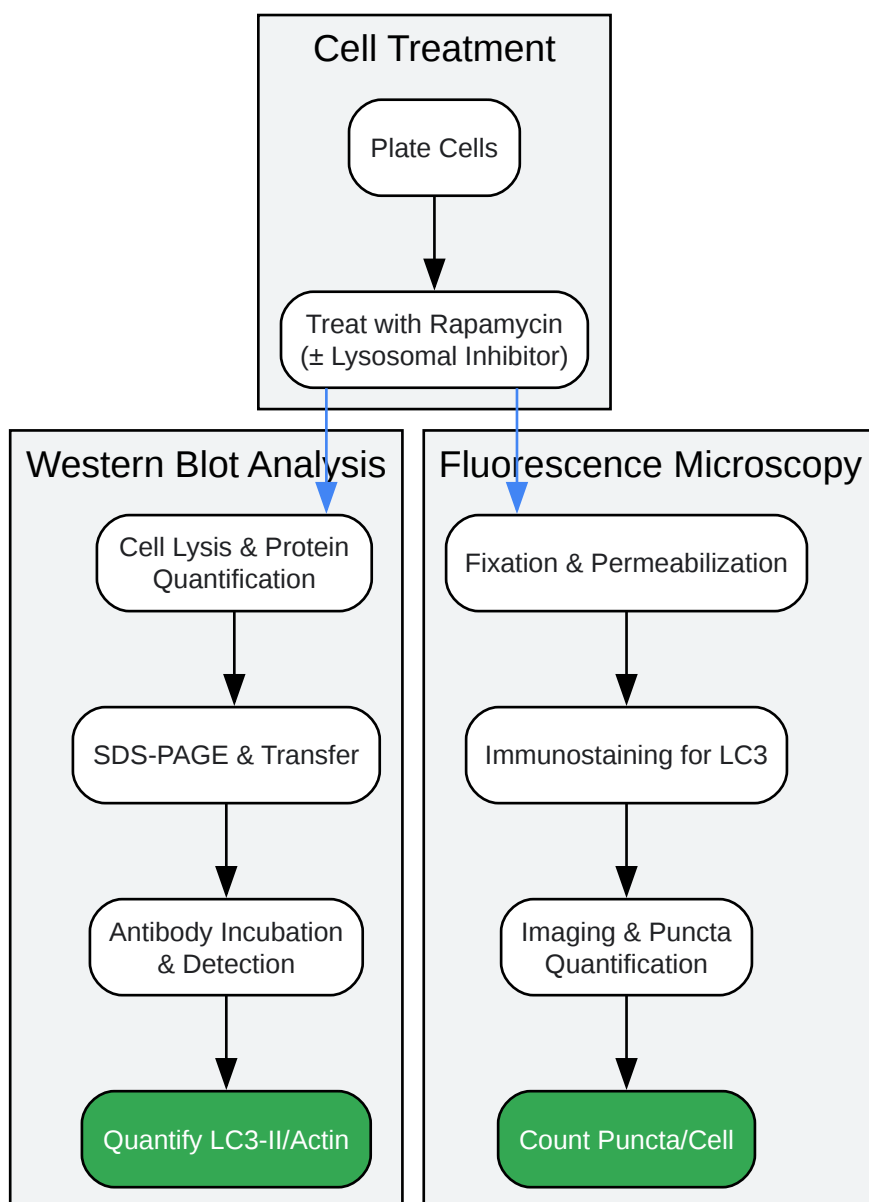 Cell Treatment
Plate Cells
Treat with Rapamycin
(± Lysosomal Inhibitor)
Western Blot Analysis
Cell Lysis & Protein
Quantification
SDS-PAGE & Transfer
Antibody Incubation
& Detection
Quantify LC3-II/Actin
Fluorescence Microscopy
Fixation & Permeabilization
Immunostaining for LC3
Imaging & Puncta
Quantification
Count Puncta/Cell